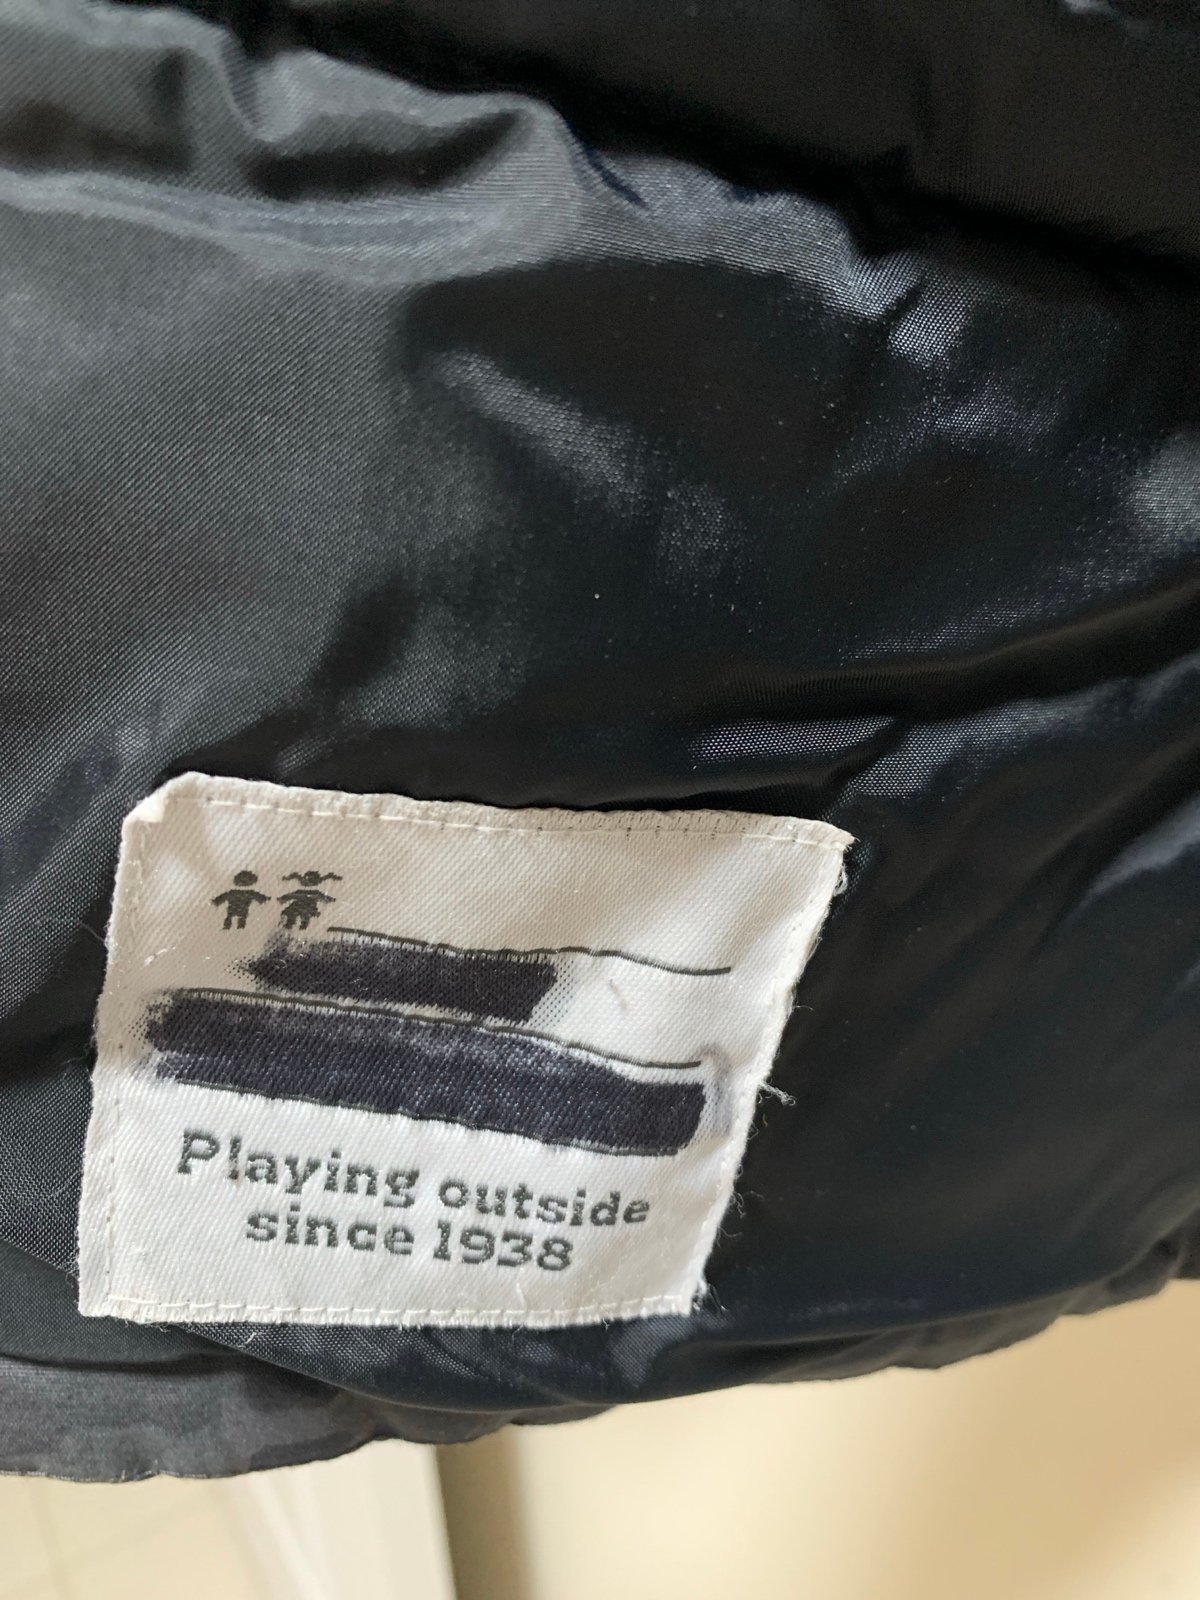 Playing outside
since 1938